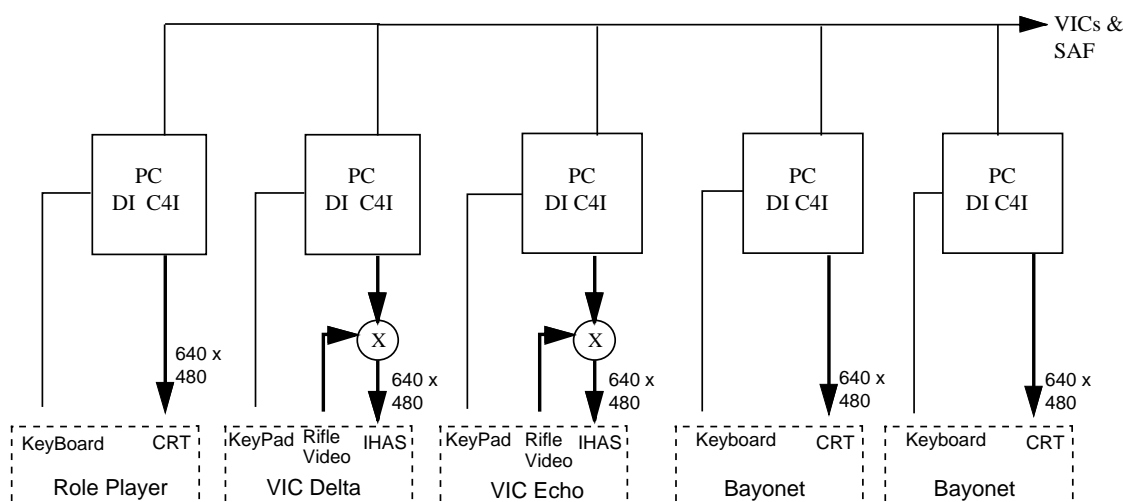 VICs &
SAF
PC
DI C4I
PC
DI C4I
PC
DI C4I
PC
DI C4I
PC
DI C4I
X
X
640 x
480
640 x
480
640 x
480
640 x
480
640 x
480
KeyBoard
CRT
Role Player
KeyPad
Rifle
Video
IHAS
VIC Delta
KeyPad
Rifle
Video
IHAS
VIC Echo
Keyboard
CRT
Bayonet
Keyboard
CRT
Bayonet